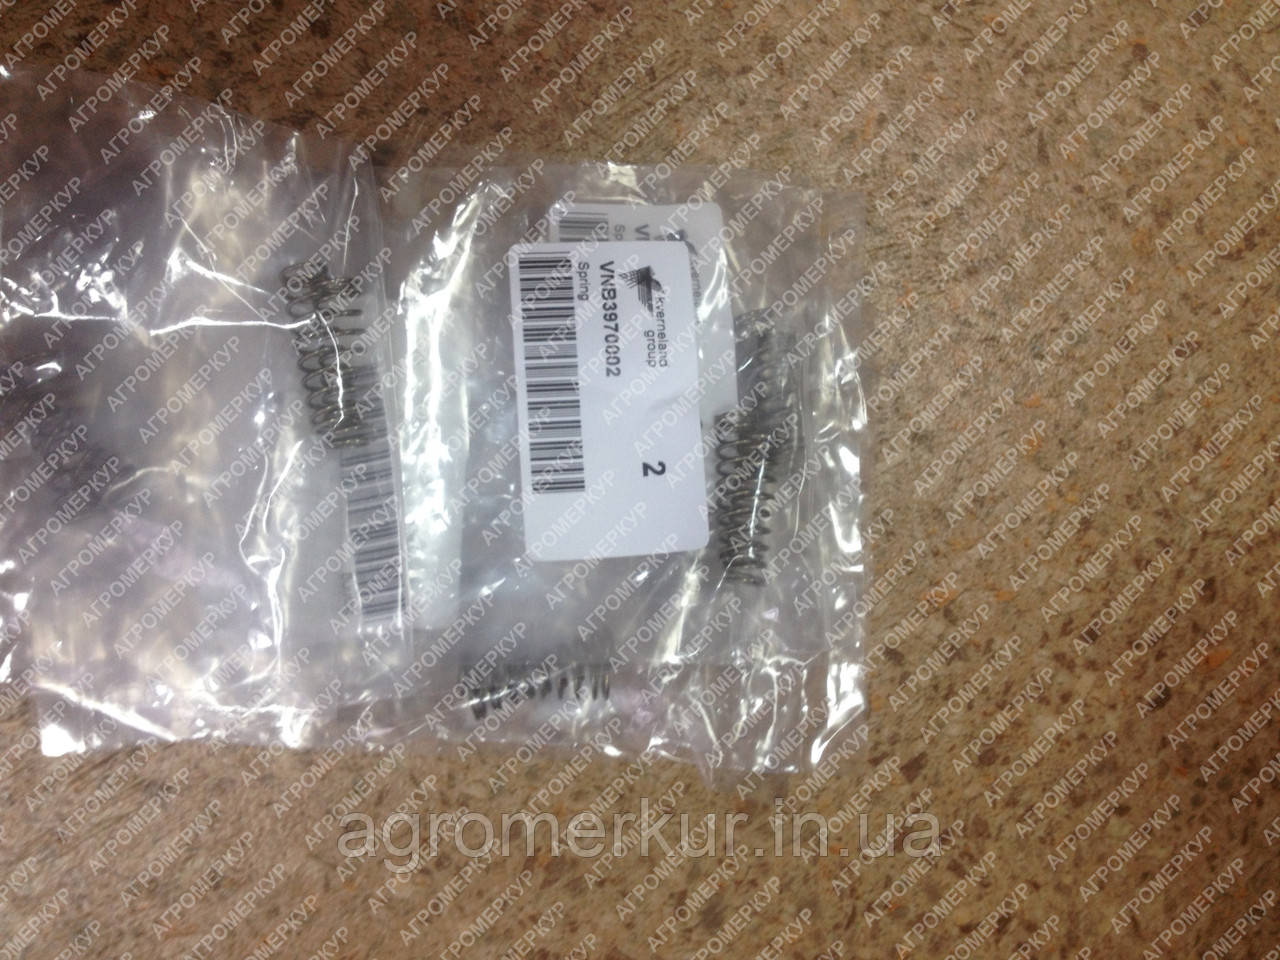 kverneland
group
VNB3970002
Spring
2
agromerkur.in.ua
АГРОМЕРКУР